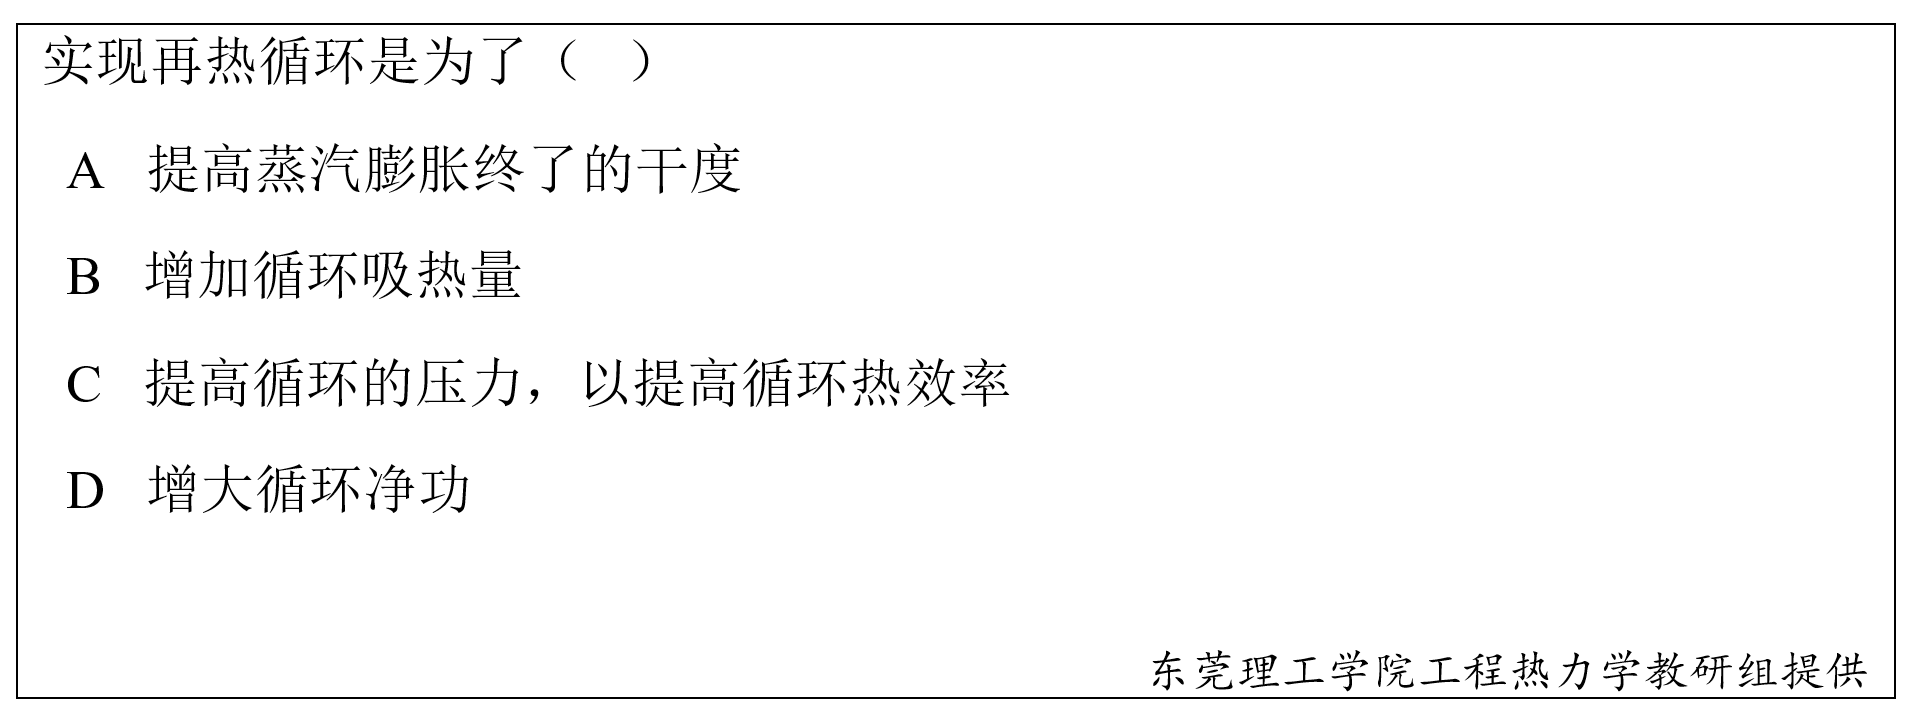 实现再热循环是为了（ ）
A 提高蒸汽膨胀终了的干度
B 增加循环吸热量
C 提高循环的压力，以提高循环热效率
D 增大循环净功
东莞理工学院工程热力学教研组提供